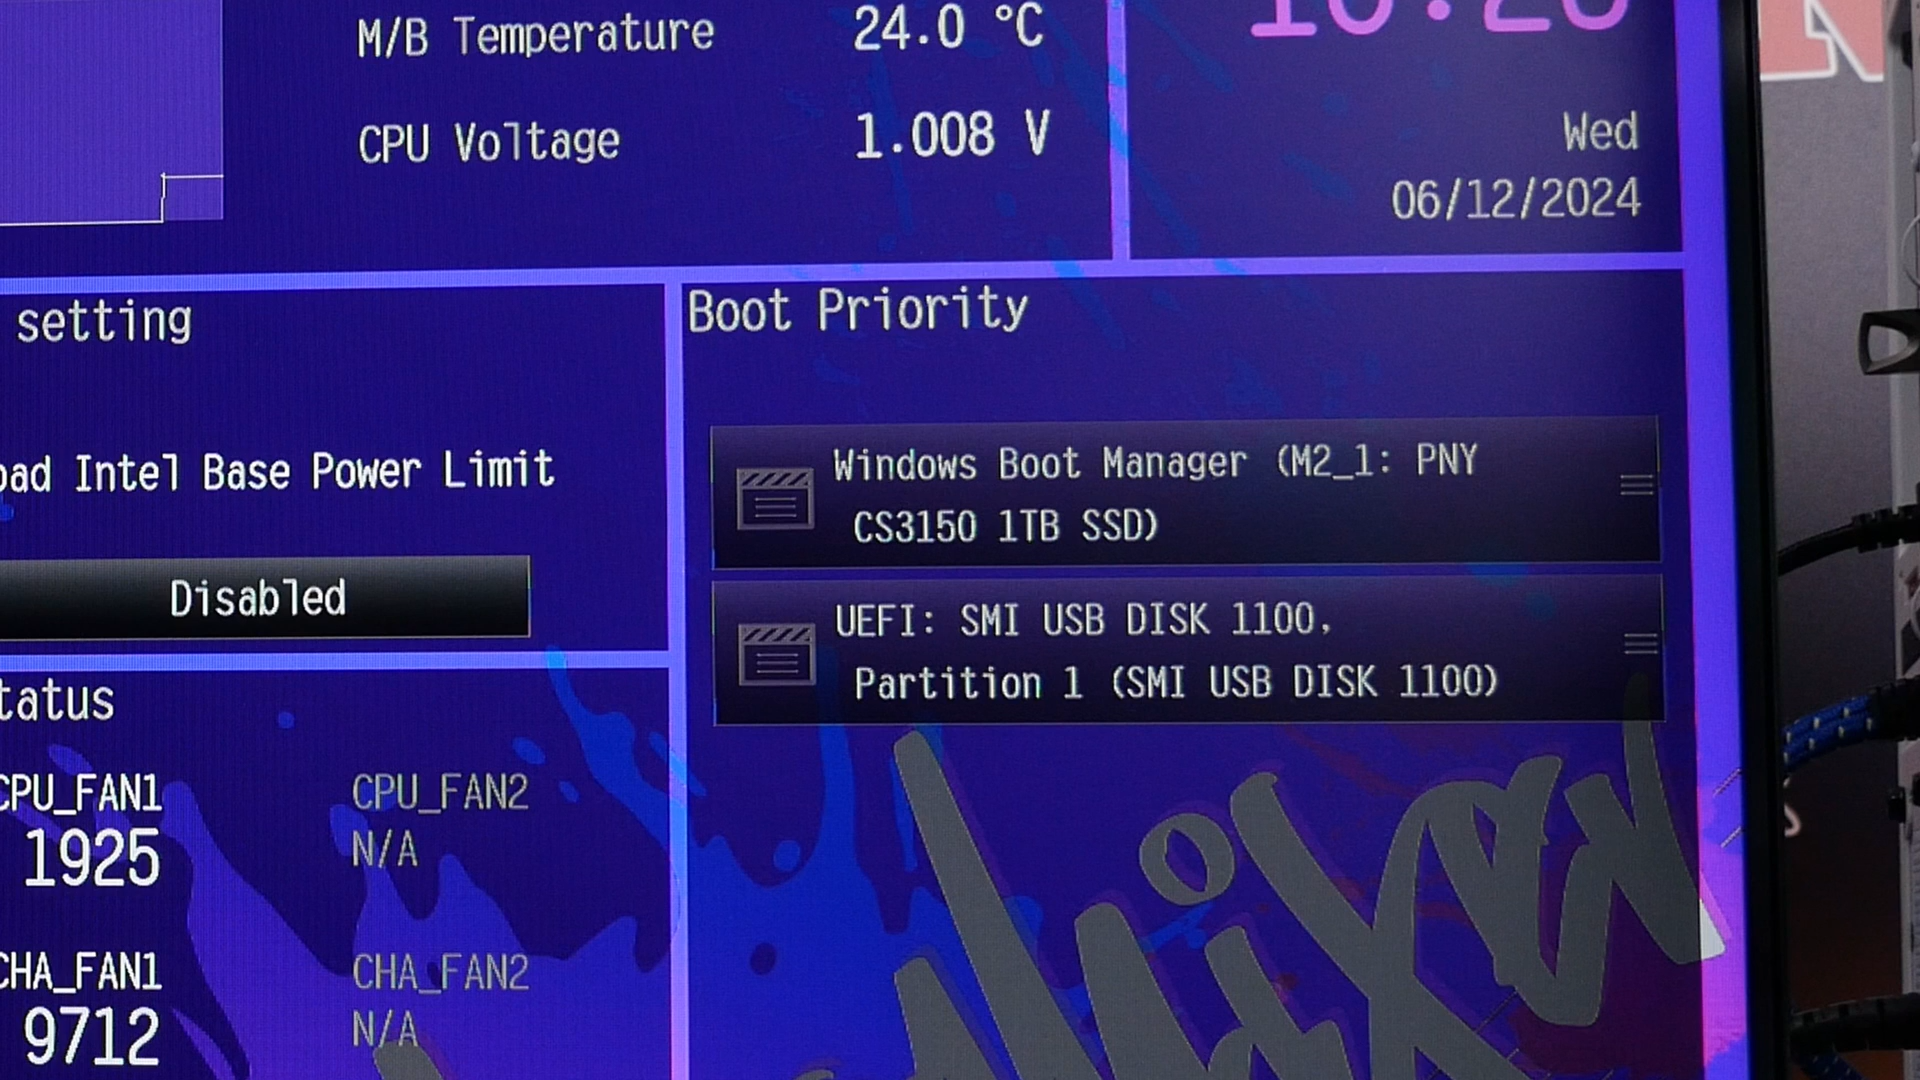 M/B Temperature 24.0 °C
CPU Voltage 1.008 V
Wed
06/12/2024
setting
Intel Base Power Limit
Disabled
Boot Priority
Windows Boot Manager (M2_1: PNY
CS3150 1TB SSD)
UEFI: SMI USB DISK 1100,
Partition 1 (SMI USB DISK 1100)
CPU_FAN1 CPU_FAN2
1925 N/A
CHA_FAN1 CHA_FAN2
9712 N/A